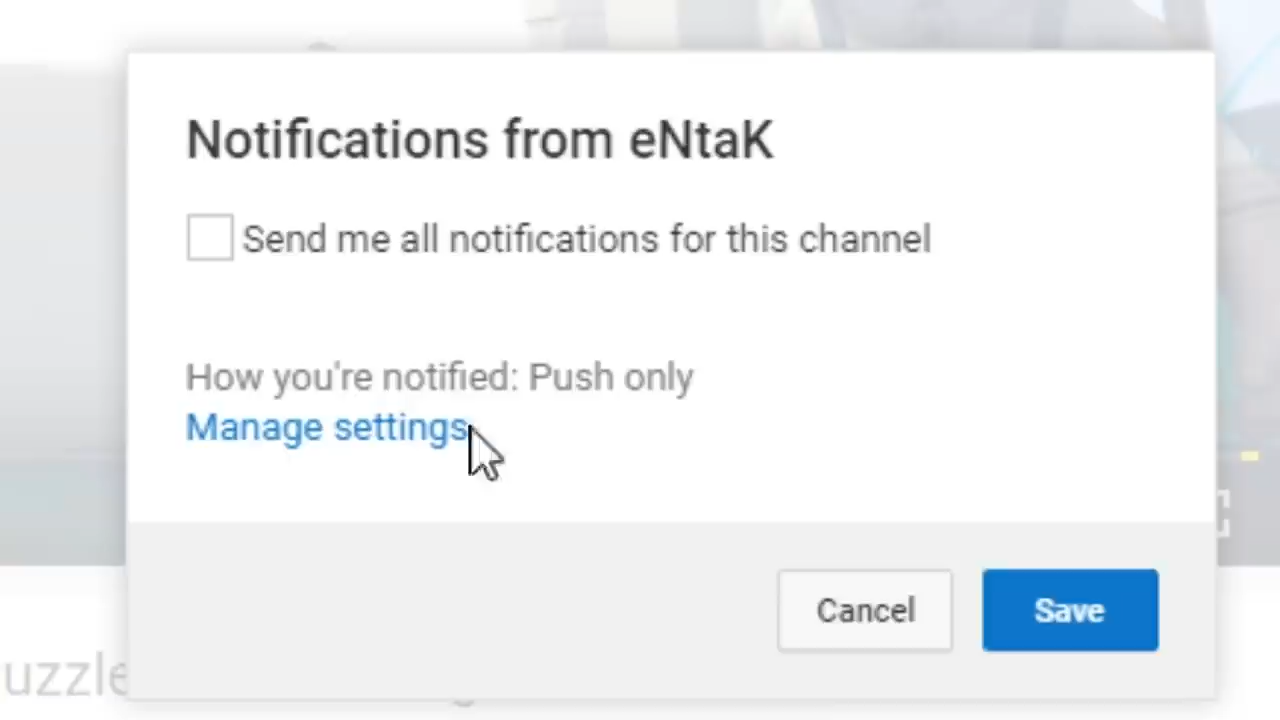 Notifications from eNtaK
Send me all notifications for this channel
How you're notified: Push only
Manage settings
Cancel
Save
uzzle